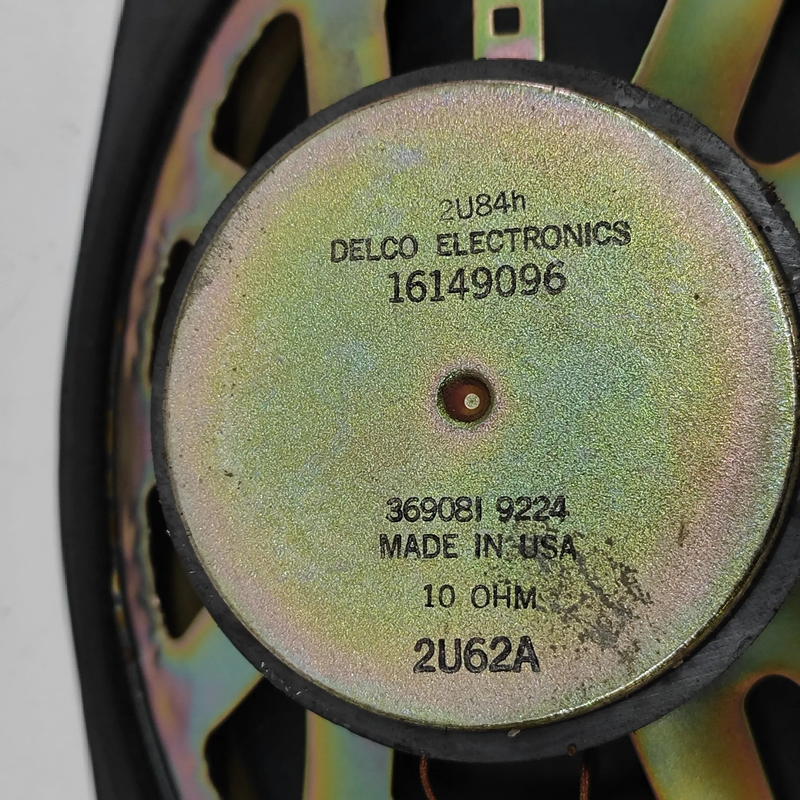 2U84h
DELCO ELECTRONICS
16149096
369081 9224
MADE IN USA
10 OHM
2U62A